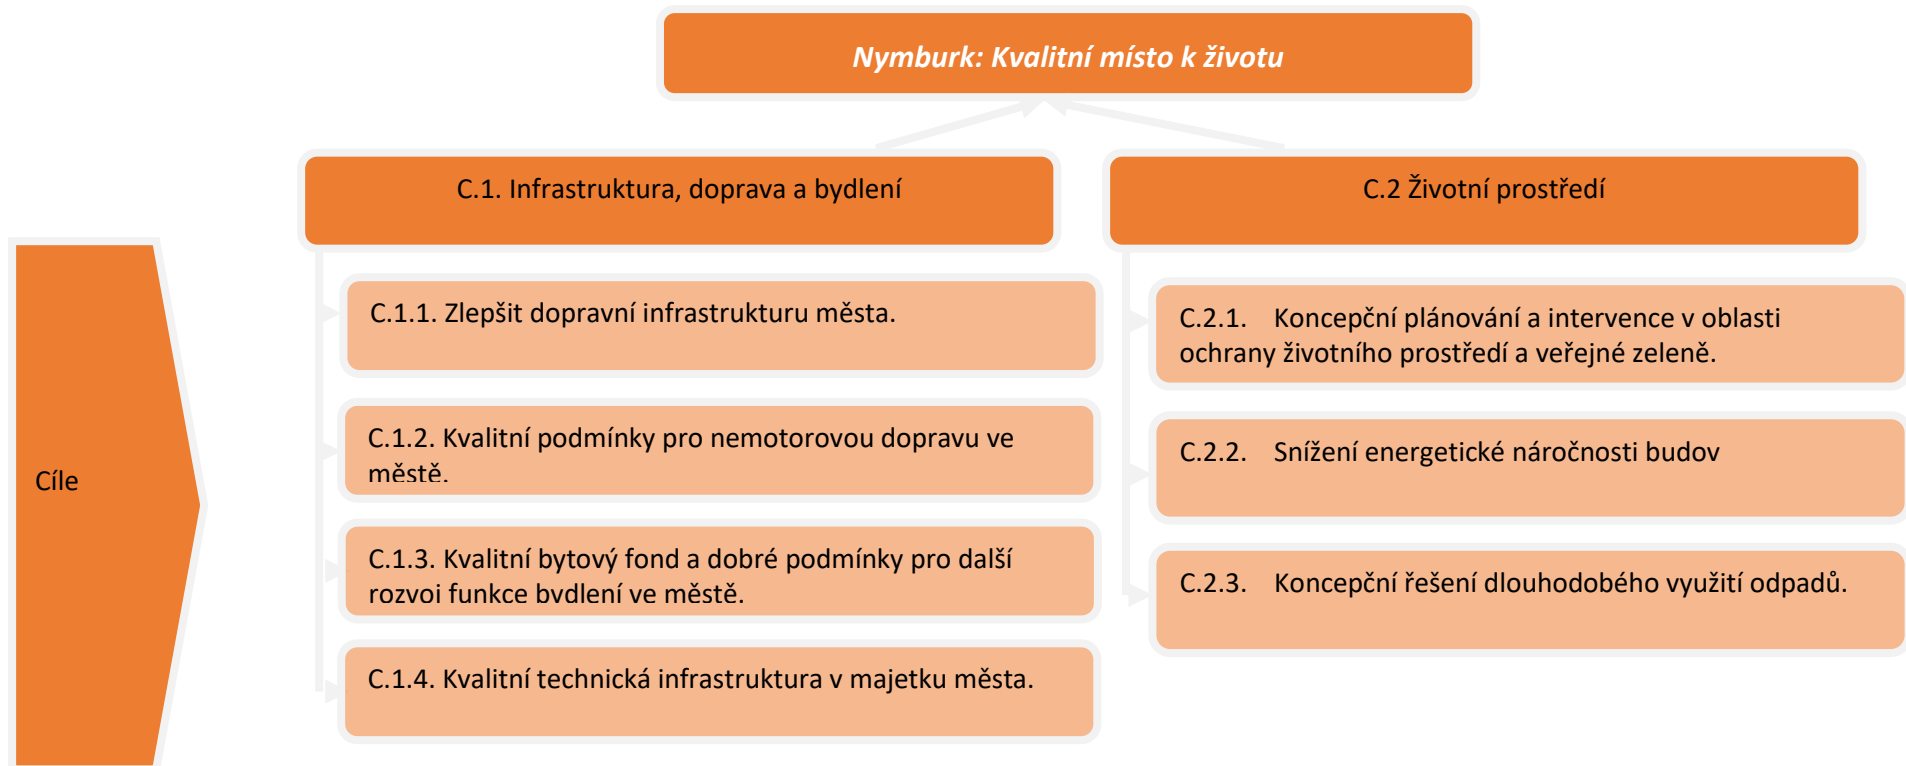 Nymburk: Kvalitní místo k životu
C.1. Infrastruktura, doprava a bydlení
C.2 Životní prostředí
Cíle
C.1.1. Zlepšit dopravní infrastrukturu města.
C.1.2. Kvalitní podmínky pro nemotorovou dopravu ve
městě.
C.1.3. Kvalitní bytový fond a dobré podmínky pro další
rozvoj funkce bydlení ve městě.
C.1.4. Kvalitní technická infrastruktura v majetku města.
C.2.1. Koncepční plánování a intervence v oblasti
ochrany životního prostředí a veřejné zeleně.
C.2.2. Snížení energetické náročnosti budov
C.2.3. Koncepční řešení dlouhodobého využití odpadů.